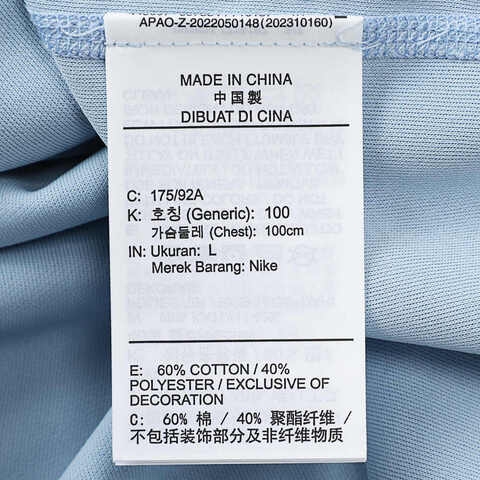 APAO-Z-2022050148(202310160)
MADE IN CHINA
中国製
DIBUAT DI CINA
C: 175/92A
K: 호칭 (Generic): 100
가슴둘레 (Chest): 100cm
IN: Ukuran: L
Merek Barang: Nike
E: 60% COTTON / 40%
POLYESTER / EXCLUSIVE OF
DECORATION
C: 60% 棉 / 40% 聚酯纤维 /
不包括装饰部分及非纤维物质